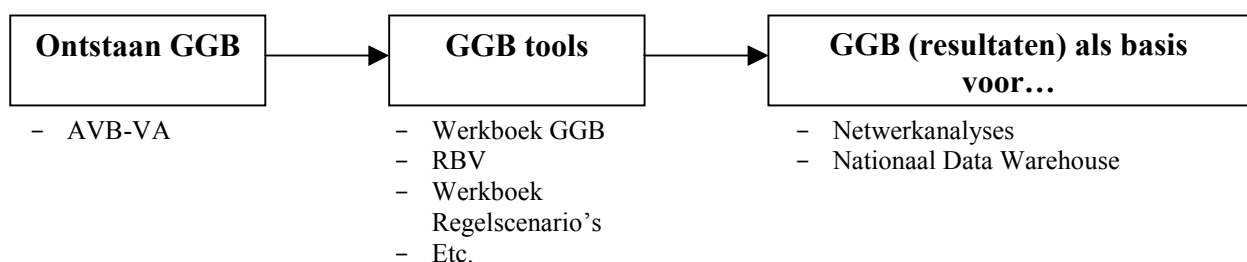 Ontstaan GGB
- AVB-VA
GGB tools
- Werkboek GGB
- RBV
- Werkboek
Regelscenario’s
- Etc.
GGB (resultaten) als basis
voor…
- Netwerkanalyses
- Nationaal Data Warehouse